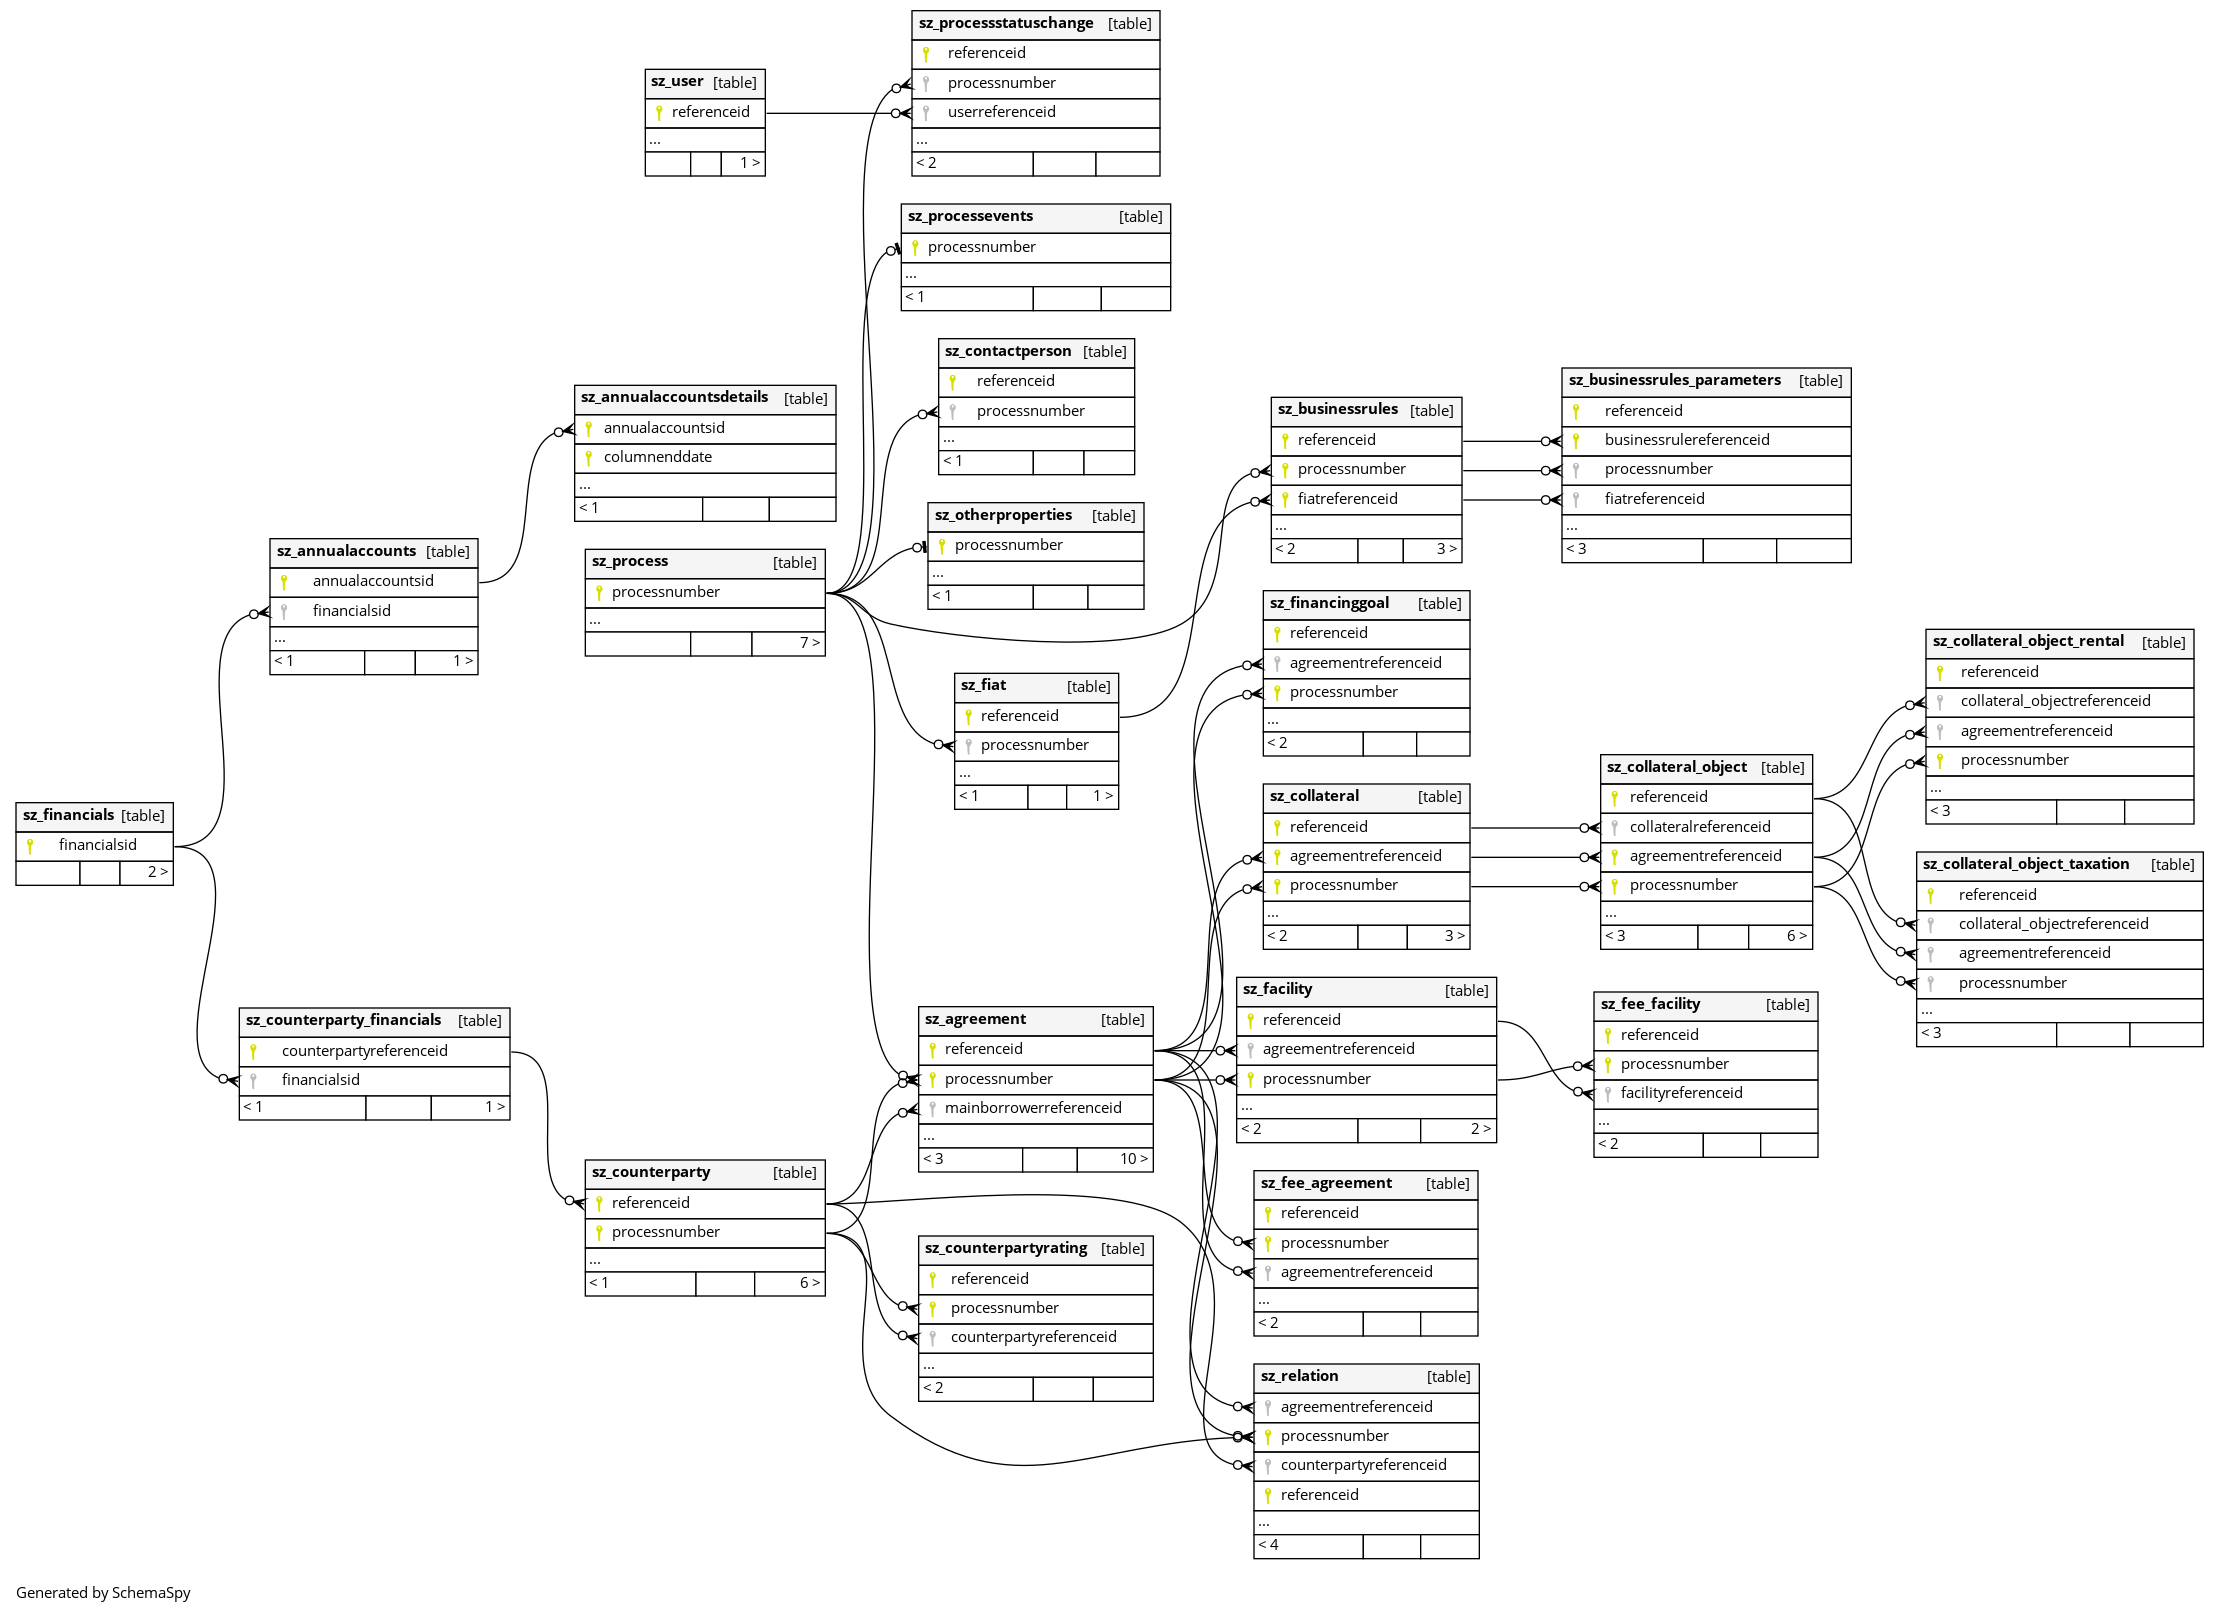 sz_processstatuschange [table]
referenceid
processnumber
userreferenceid
...
< 2
sz_user [table]
referenceid
...
1 >
sz_processevents [table]
processnumber
...
< 1
sz_contactperson [table]
referenceid
processnumber
...
< 1
sz_annualaccountsdetails [table]
annualaccountsid
columnenddate
...
< 1
sz_businessrules [table]
referenceid
processnumber
fiatreferenceid
...
< 2 3 >
sz_businessrules_parameters [table]
referenceid
businessrulereferenceid
processnumber
fiatreferenceid
...
< 3
sz_otherproperties [table]
processnumber
...
< 1
sz_annualaccounts [table]
annualaccountsid
financialsid
...
< 1 1 >
sz_process [table]
processnumber
...
7 >
sz_financinggoal [table]
referenceid
agreementreferenceid
processnumber
...
< 2
sz_fiat [table]
referenceid
processnumber
...
< 1 1 >
sz_collateral_object_rental [table]
referenceid
collateral_objectreferenceid
agreementreferenceid
processnumber
...
< 3
sz_financials [table]
financialsid
2 >
sz_collateral [table]
referenceid
agreementreferenceid
processnumber
...
< 2 3 >
sz_collateral_object [table]
referenceid
collateralreferenceid
agreementreferenceid
processnumber
...
< 3 6 >
sz_collateral_object_taxation [table]
referenceid
collateral_objectreferenceid
agreementreferenceid
processnumber
...
< 3
sz_counterparty_financials [table]
counterpartyreferenceid
financialsid
< 1 1 >
sz_agreement [table]
referenceid
processnumber
mainborrowerreferenceid
...
< 3 10 >
sz_facility [table]
referenceid
agreementreferenceid
processnumber
...
< 2 2 >
sz_fee_facility [table]
referenceid
processnumber
facilityreferenceid
...
< 2
sz_counterparty [table]
referenceid
processnumber
...
< 1 6 >
sz_fee_agreement [table]
referenceid
processnumber
agreementreferenceid
...
< 2
sz_counterpartyrating [table]
referenceid
processnumber
counterpartyreferenceid
...
< 2
sz_relation [table]
agreementreferenceid
processnumber
counterpartyreferenceid
referenceid
...
< 4
Generated by SchemaSpy